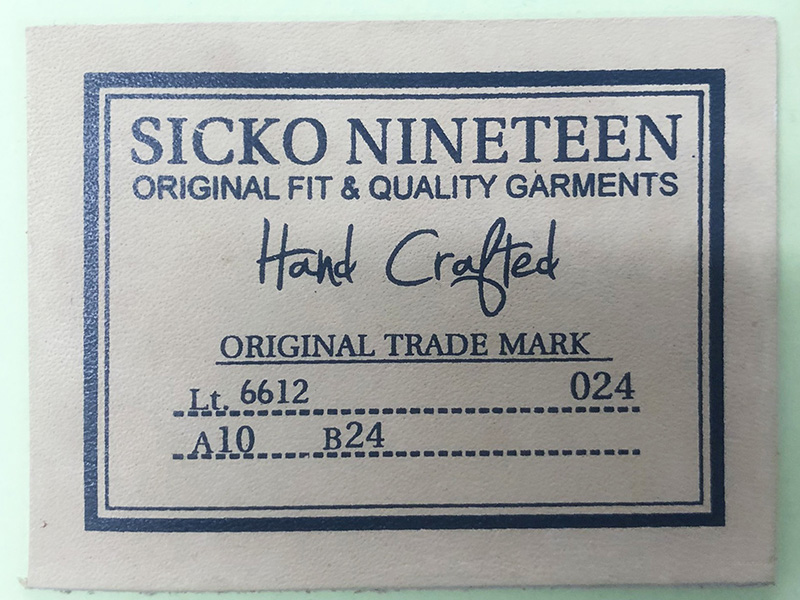 SICKO NINETEEN
ORIGINAL FIT & QUALITY GARMENTS
Hand Crafted
ORIGINAL TRADE MARK
Lt. 6612 024
A10 B24